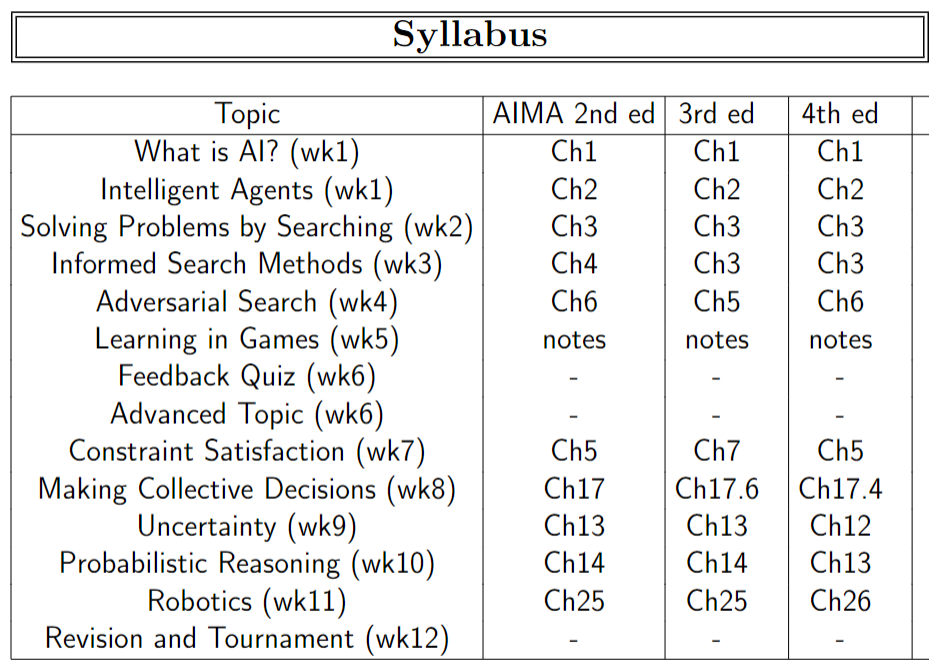 Syllabus
Topic AIMA 2nd ed 3rd ed 4th ed
What is AI? (wk1) Ch1 Ch1 Ch1
Intelligent Agents (wk1) Ch2 Ch2 Ch2
Solving Problems by Searching (wk2) Ch3 Ch3 Ch3
Informed Search Methods (wk3) Ch4 Ch3 Ch3
Adversarial Search (wk4) Ch6 Ch5 Ch6
Learning in Games (wk5) notes notes notes
Feedback Quiz (wk6) - - -
Advanced Topic (wk6) - - -
Constraint Satisfaction (wk7) Ch5 Ch7 Ch5
Making Collective Decisions (wk8) Ch17 Ch17.6 Ch17.4
Uncertainty (wk9) Ch13 Ch13 Ch12
Probabilistic Reasoning (wk10) Ch14 Ch14 Ch13
Robotics (wk11) Ch25 Ch25 Ch26
Revision and Tournament (wk12) - - -